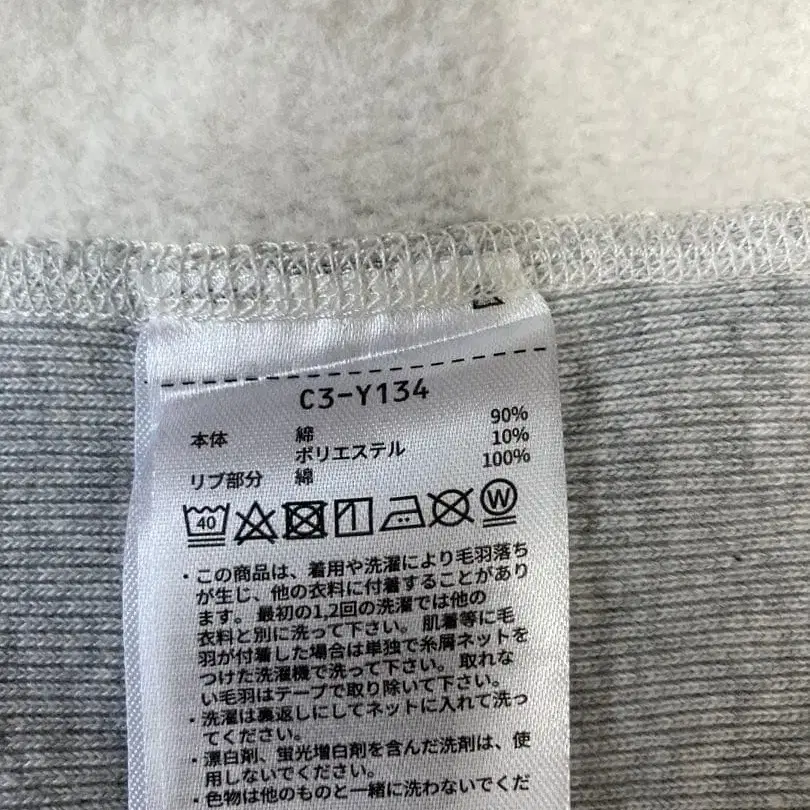 C3-Y134
本体 綿 90%
ポリエステル 10%
リブ部分 綿 100%
40 W
・この商品は、着用や洗濯により毛羽落ち
が生じ、他の衣料に付着することがあり
ます。最初の1,2回の洗濯では他の
衣料と別に洗って下さい。肌着等に毛
羽が付着した場合は単独で糸屑ネットを
つけた洗濯機で洗って下さい。取れな
い毛羽はテープで取り除いて下さい。
・洗濯は裏返しにしてネットに入れて洗っ
てください。
・漂白剤、蛍光増白剤を含んだ洗剤は、使
用しないでください。
・色物は他のものと一緒に洗わないでくだ